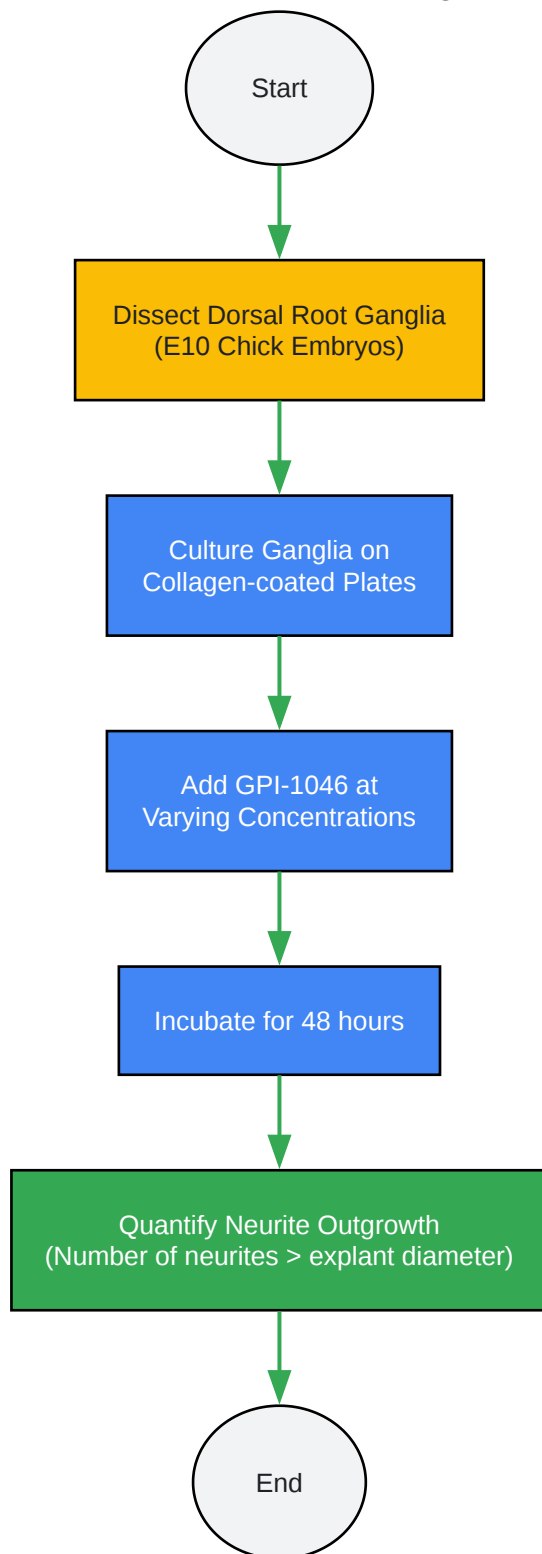 Start
Dissect Dorsal Root Ganglia
(E10 Chick Embryos)
Culture Ganglia on
Collagen-coated Plates
Add GPI-1046 at
Varying Concentrations
Incubate for 48 hours
Quantify Neurite Outgrowth
(Number of neurites > explant diameter)
End